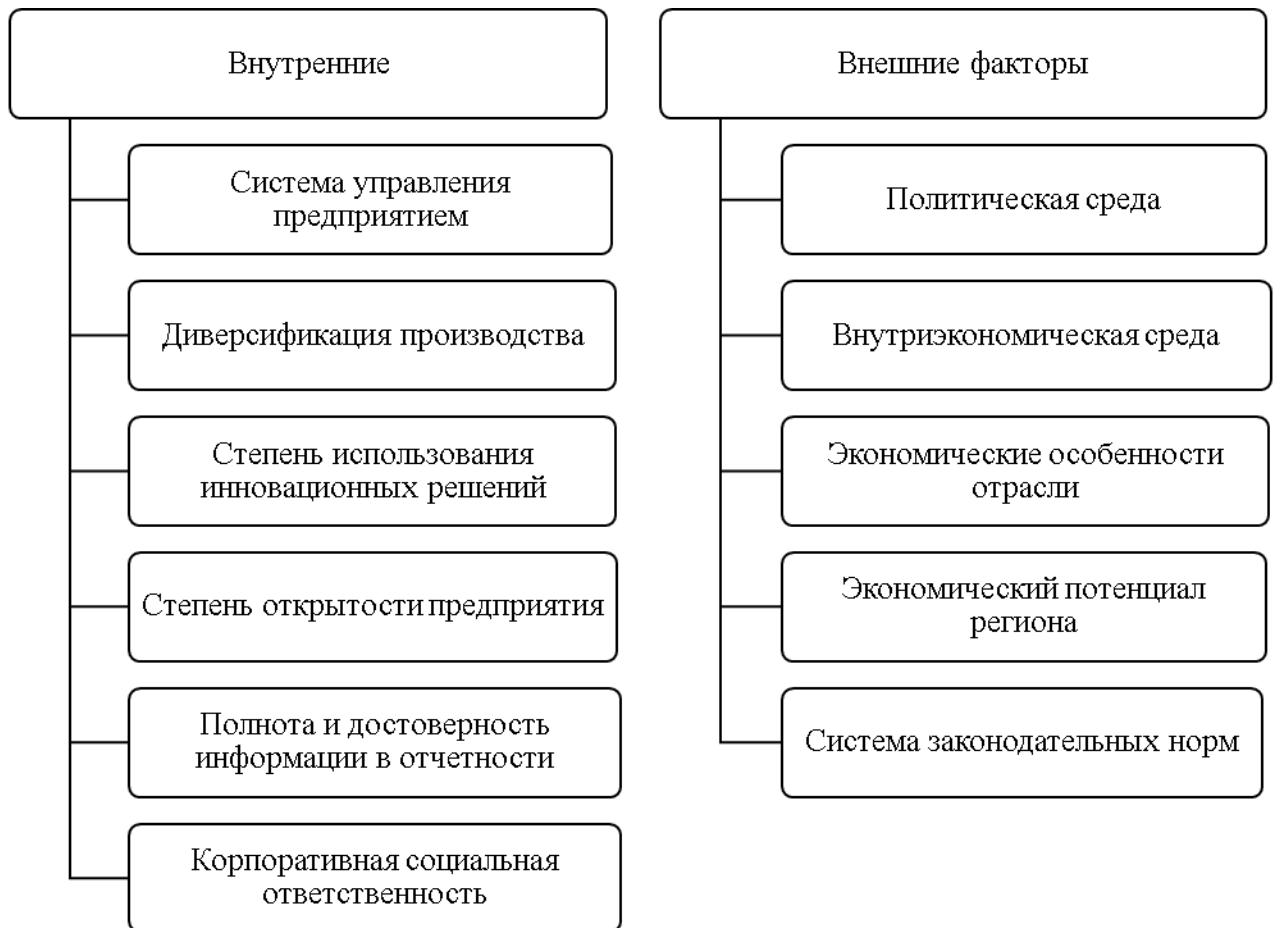 Внутренние
Система управления
предприятием
Диверсификация производства
Степень использования
инновационных решений
Степень открытости предприятия
Полнота и достоверность
информации в отчетности
Корпоративная социальная
ответственность
Внешние факторы
Политическая среда
Внутриэкономическая среда
Экономические особенности
отрасли
Экономический потенциал
региона
Система законодательных норм